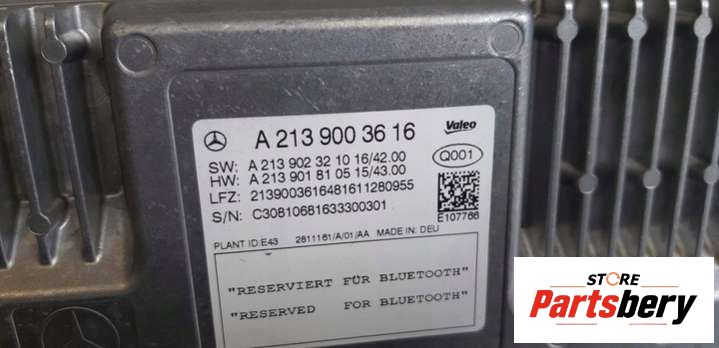 A 213 900 36 16
Valeo
SW: A 213 902 32 10 16/42.00
HW: A 213 901 81 05 15/43.00
Q001
LFZ: 2139003616481611280955
S/N: C30810681633300301
E107766
PLANT ID:E43 2611161/A/01/AA MADE IN: DEU
"RESERVIERT FÜR BLUETOOTH"
"RESERVED FOR BLUETOOTH"
STORE
Partsbery